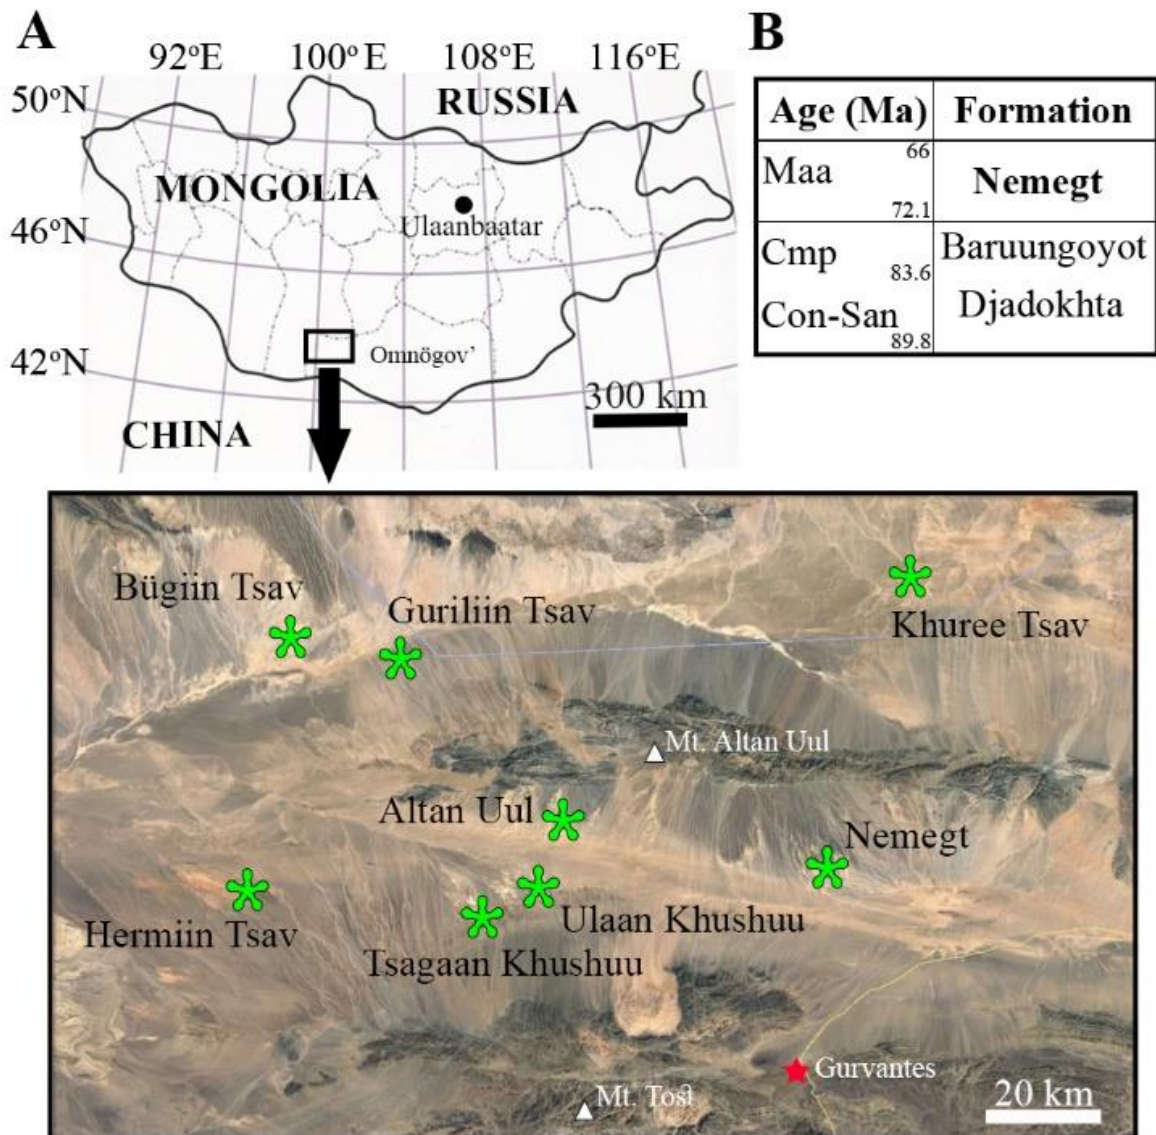 A
92°E 100°E 108°E 116°E
50°N
RUSSIA
MONGOLIA
46°N
Ulaanbaatar
42°N
Omnögov'
300 km
CHINA
B
Age (Ma) Formation
Maa 66 Nemegt
72.1
Cmp Baruungoyot
83.6
Con-San Djadokhta
89.8
Bügiin Tsav
Guriliin Tsav
Khuree Tsav
Mt. Altan Uul
Altan Uul
Nemegt
Hermiin Tsav
Ulaan Khushuu
Tsagaan Khushuu
Gurvantes
Mt. Tost
20 km